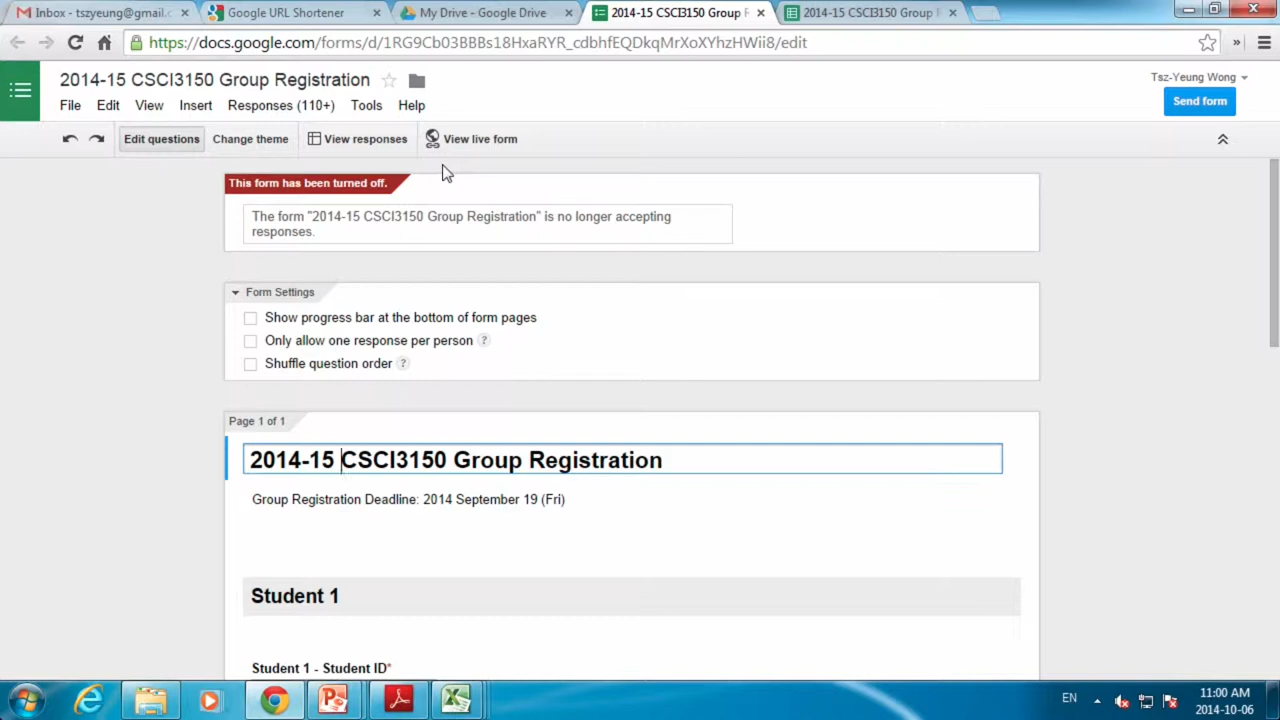 Inbox - tszyeung@gmail.c
Google URL Shortener
My Drive - Google Drive
2014-15 CSCI3150 Group R
2014-15 CSCI3150 Group
https://docs.google.com/forms/d/1RG9Cb03BBBs18HxaRYR_cdbhfEQDkqMrXoXYhzHWii8/edit
2014-15 CSCI3150 Group Registration
Tsz-Yeung Wong
File Edit View Insert Responses (110+) Tools Help
Send form
Edit questions Change theme View responses View live form
This form has been turned off.
The form "2014-15 CSCI3150 Group Registration" is no longer accepting
responses.
Form Settings
Show progress bar at the bottom of form pages
Only allow one response per person ?
Shuffle question order ?
Page 1 of 1
2014-15 CSCI3150 Group Registration
Group Registration Deadline: 2014 September 19 (Fri)
Student 1
Student 1 - Student ID*
EN
11:00 AM
2014-10-06